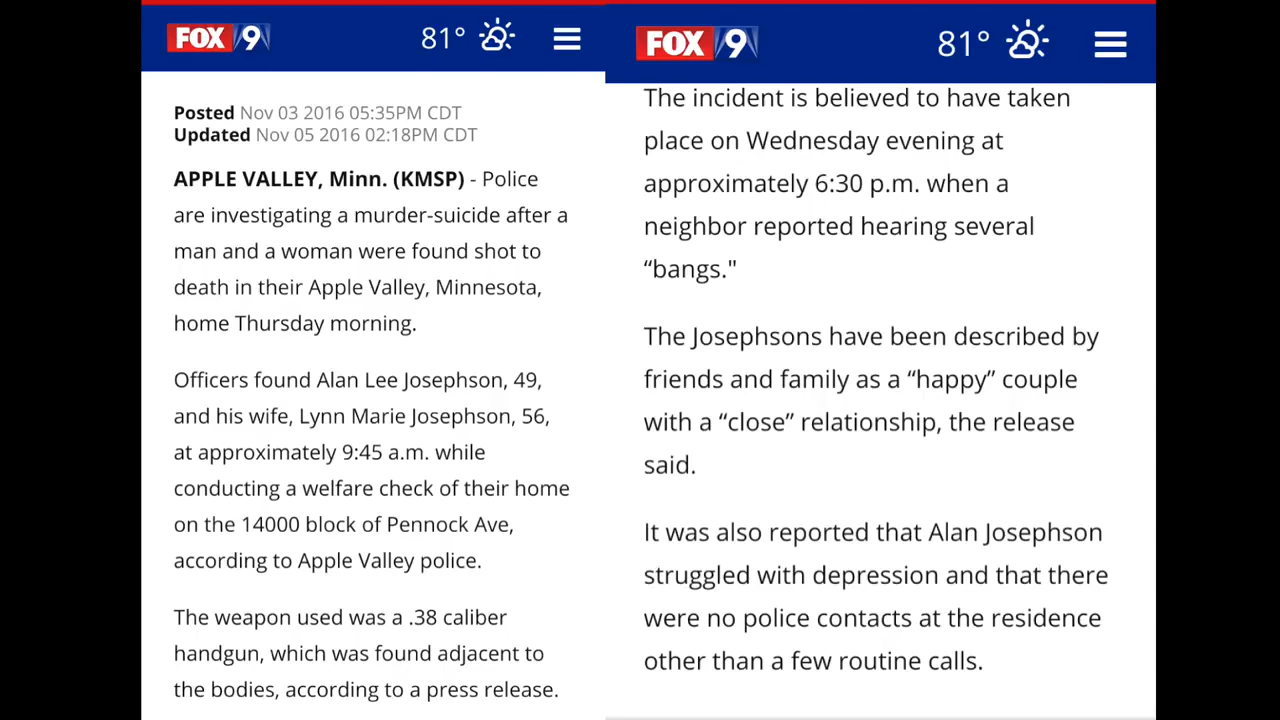 FOX 9
81°
Posted Nov 03 2016 05:35PM CDT
Updated Nov 05 2016 02:18PM CDT
APPLE VALLEY, Minn. (KMSP) - Police
are investigating a murder-suicide after a
man and a woman were found shot to
death in their Apple Valley, Minnesota,
home Thursday morning.
Officers found Alan Lee Josephson, 49,
and his wife, Lynn Marie Josephson, 56,
at approximately 9:45 a.m. while
conducting a welfare check of their home
on the 14000 block of Pennock Ave,
according to Apple Valley police.
The weapon used was a .38 caliber
handgun, which was found adjacent to
the bodies, according to a press release.
FOX 9
81°
The incident is believed to have taken
place on Wednesday evening at
approximately 6:30 p.m. when a
neighbor reported hearing several
“bangs."
The Josephsons have been described by
friends and family as a “happy” couple
with a “close” relationship, the release
said.
It was also reported that Alan Josephson
struggled with depression and that there
were no police contacts at the residence
other than a few routine calls.